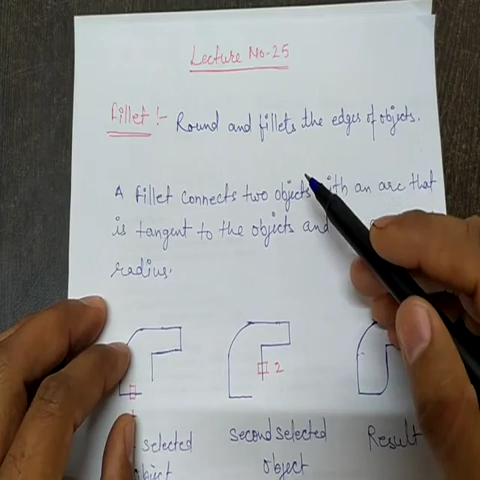 Lecture No-25
Fillet :- Round and fillets the edges of objects.
A fillet connects two objects with an arc that
is tangent to the objects and
radius.
2
selected second selected Result
object object